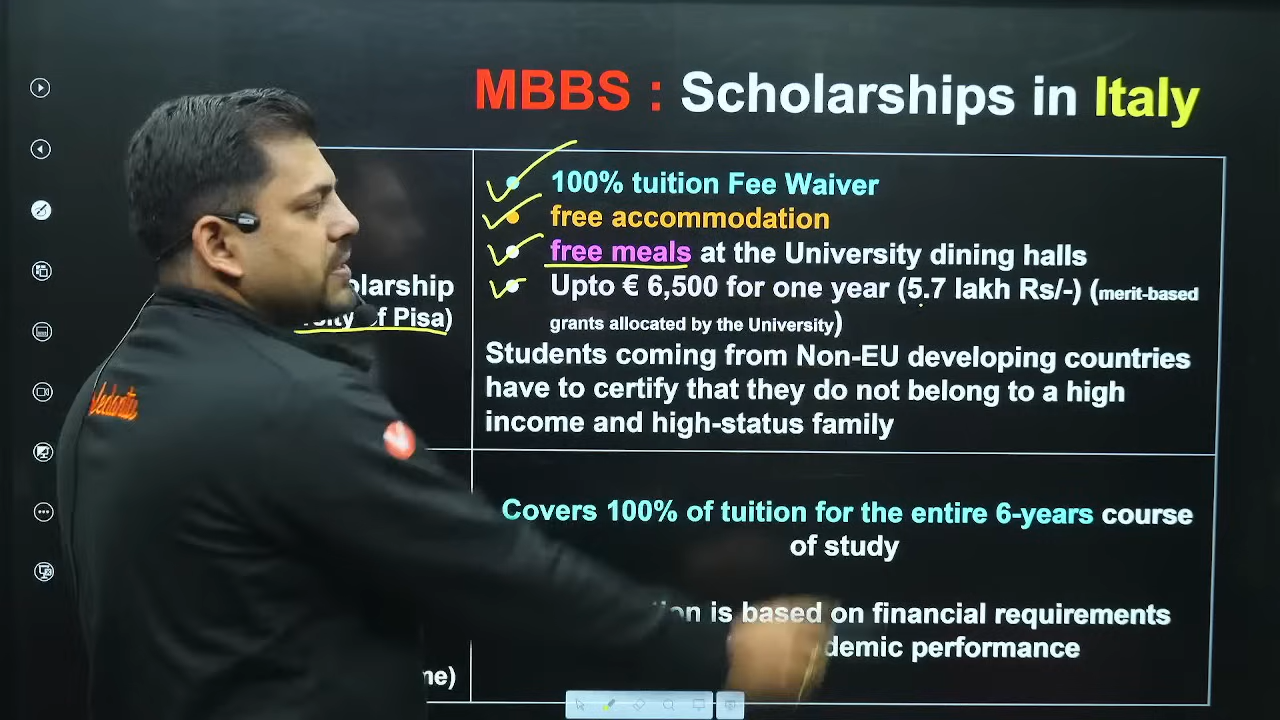 MBBS : Scholarships in Italy
100% tuition Fee Waiver
free accommodation
free meals at the University dining halls
of Pisa)
Upto € 6,500 for one year (5.7 lakh Rs/-) (merit-based
grants allocated by the University)
Students coming from Non-EU developing countries
have to certify that they do not belong to a high
income and high-status family
Vedantu
Covers 100% of tuition for the entire 6-years course
of study
is based on financial requirements
performance